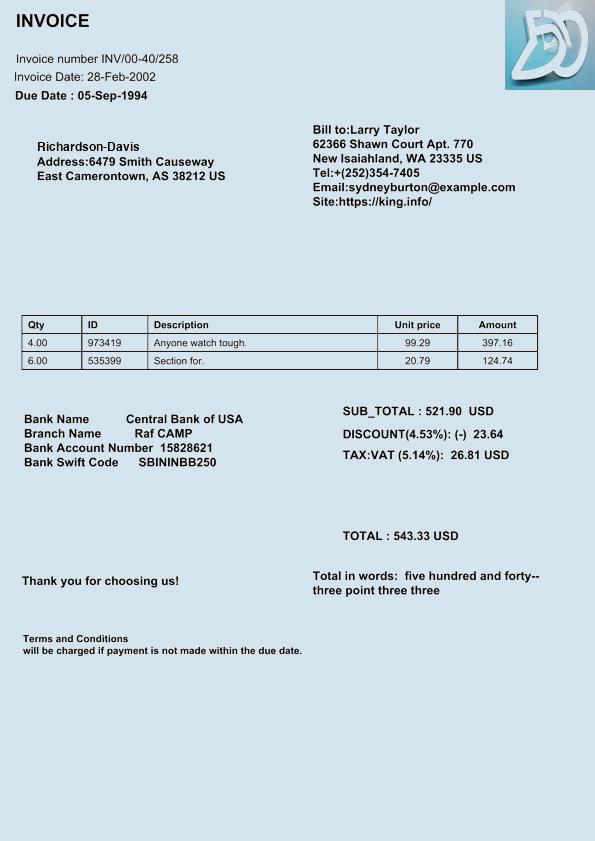 INVOICE
Invoice number INV/00-40/258
Invoice Date: 28-Feb-2002
Due Date : 05-Sep-1994
Richardson-Davis
Address:6479 Smith Causeway
East Camerontown, AS 38212 US
Bill to:Larry Taylor
62366 Shawn Court Apt. 770
New Isaiahland, WA 23335 US
Tel:+(252)354-7405
Email:sydneyburton@example.com
Site:https://king.info/
Qty ID Description Unit price Amount
4.00 973419 Anyone watch tough. 99.29 397.16
6.00 535399 Section for. 20.79 124.74
Bank Name Central Bank of USA
Branch Name Raf CAMP
Bank Account Number 15828621
Bank Swift Code SBININBB250
SUB_TOTAL : 521.90 USD
DISCOUNT(4.53%): (-) 23.64
TAX:VAT (5.14%): 26.81 USD
TOTAL : 543.33 USD
Thank you for choosing us!
Total in words: five hundred and forty--
three point three three
Terms and Conditions
will be charged if payment is not made within the due date.